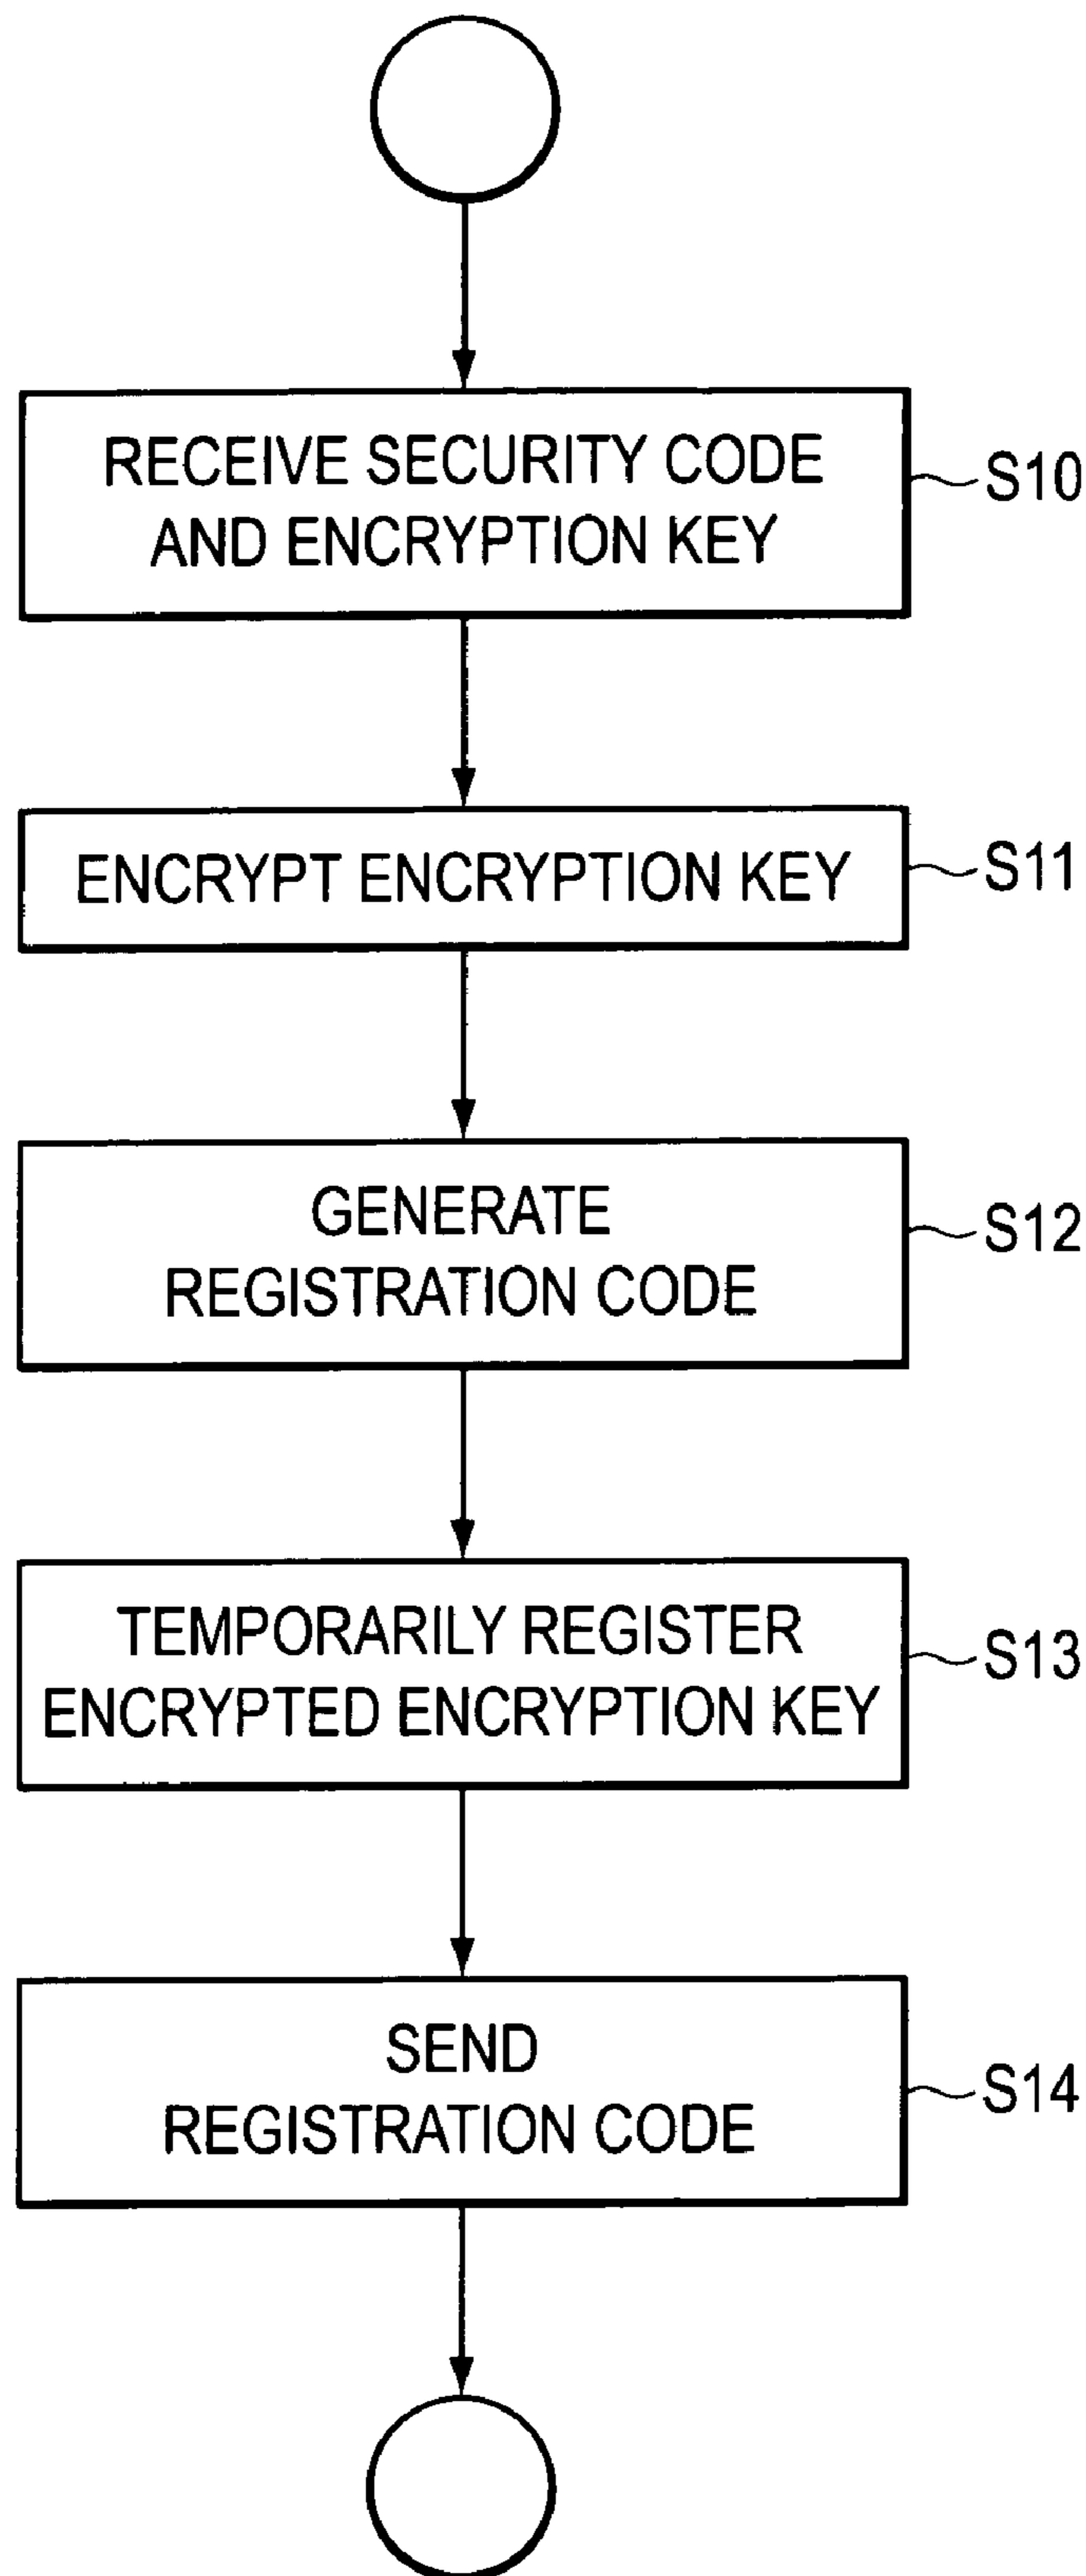 RECEIVE SECURITY CODE
AND ENCRYPTION KEY
S10
ENCRYPT ENCRYPTION KEY
S11
GENERATE
REGISTRATION CODE
S12
TEMPORARILY REGISTER
ENCRYPTED ENCRYPTION KEY
S13
SEND
REGISTRATION CODE
S14